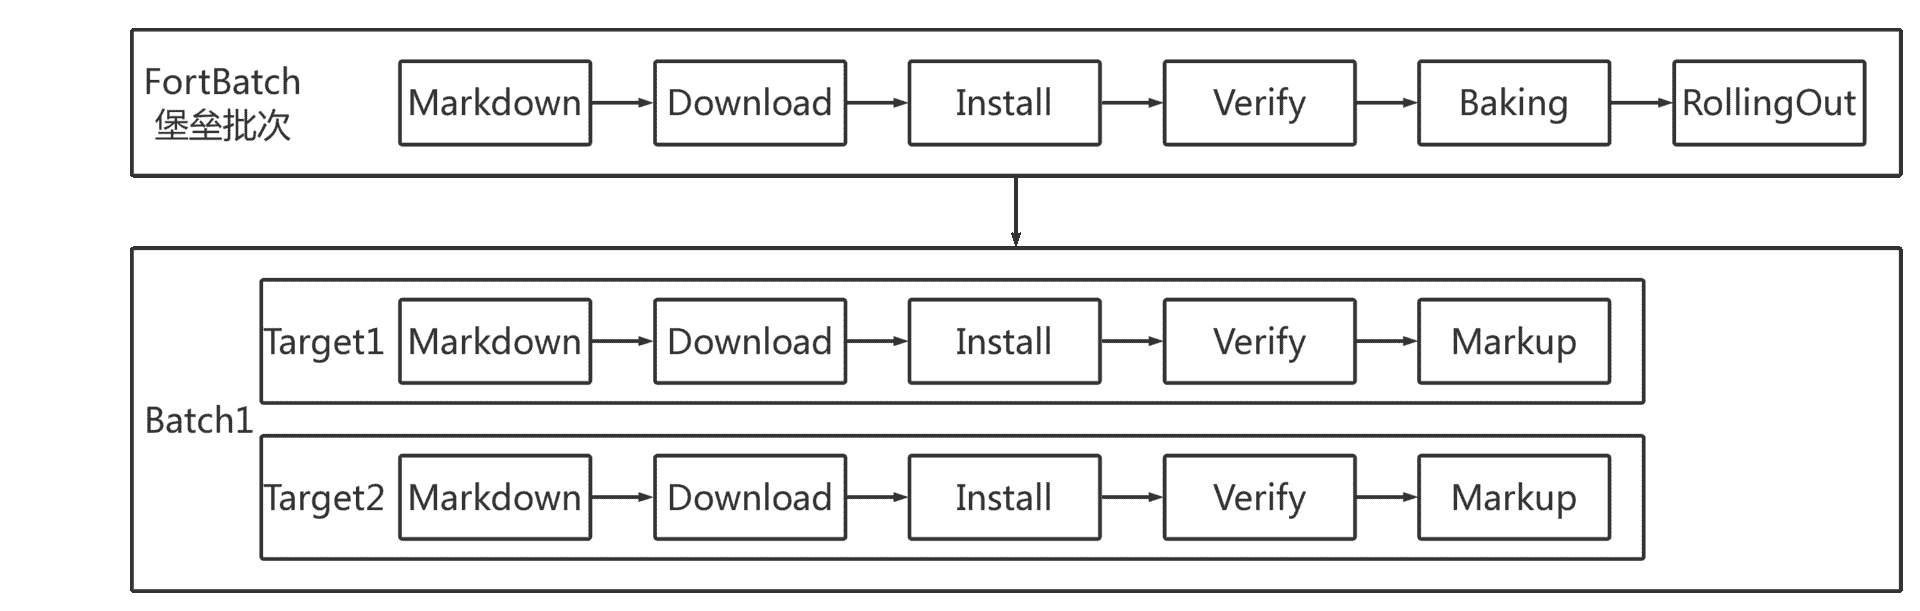 FortBatch
堡垒批次
Markdown
Download
Install
Verify
Baking
RollingOut
Batch1
Target1
Markdown
Download
Install
Verify
Markup
Target2
Markdown
Download
Install
Verify
Markup